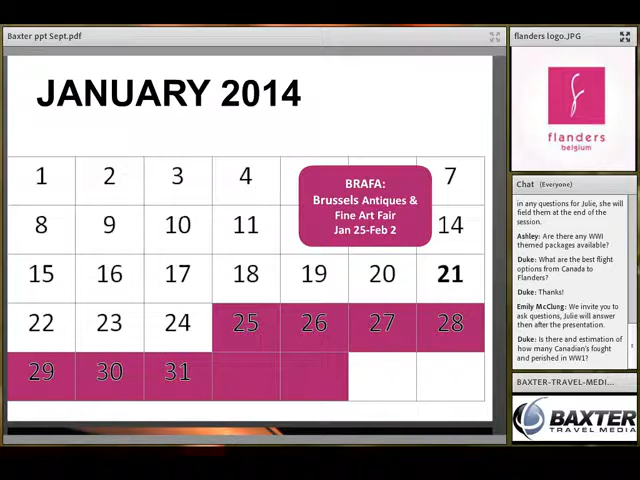 Baxter ppt Sept.pdf
JANUARY 2014
1 2 3 4 7
BRAFA:
Brussels Antiques &
Fine Art Fair
Jan 25-Feb 2
8 9 10 11 14
15 16 17 18 19 20 21
22 23 24 25 26 27 28
29 30 31
flanders logo.JPG
flanders
belgium
Chat (Everyone)
in any questions for Julie, she will
field them at the end of the
session.
Ashley: Are there any WWI
themed packages available?
Duke: What are the best flight
options from Canada to
Flanders?
Duke: Thanks!
Emily McClung: We invite you to
ask questions, Julie will answer
then after the presentation.
Duke: Is there and estimation of
how many Canadian's fought
and perished in WW1?
BAXTER-TRAVEL-MEDI...
BAXTER
TRAVEL MEDIA